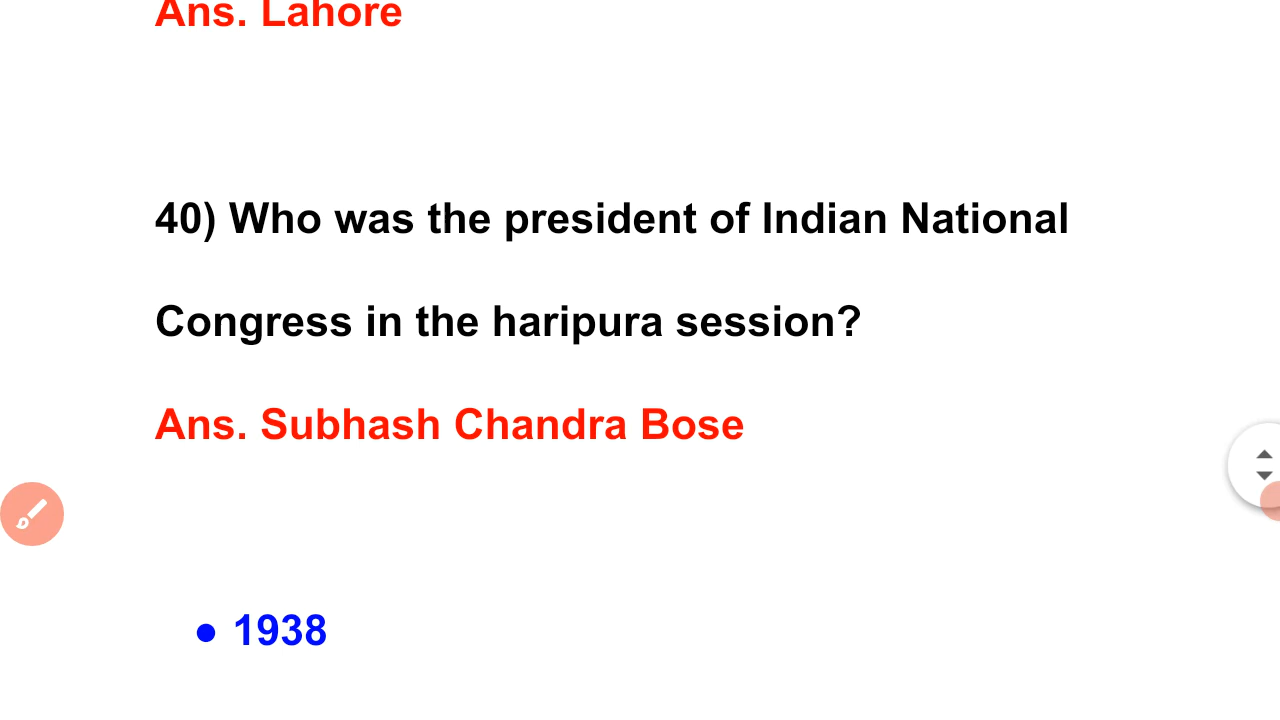 Ans. Lahore
40) Who was the president of Indian National
Congress in the haripura session?
Ans. Subhash Chandra Bose
● 1938